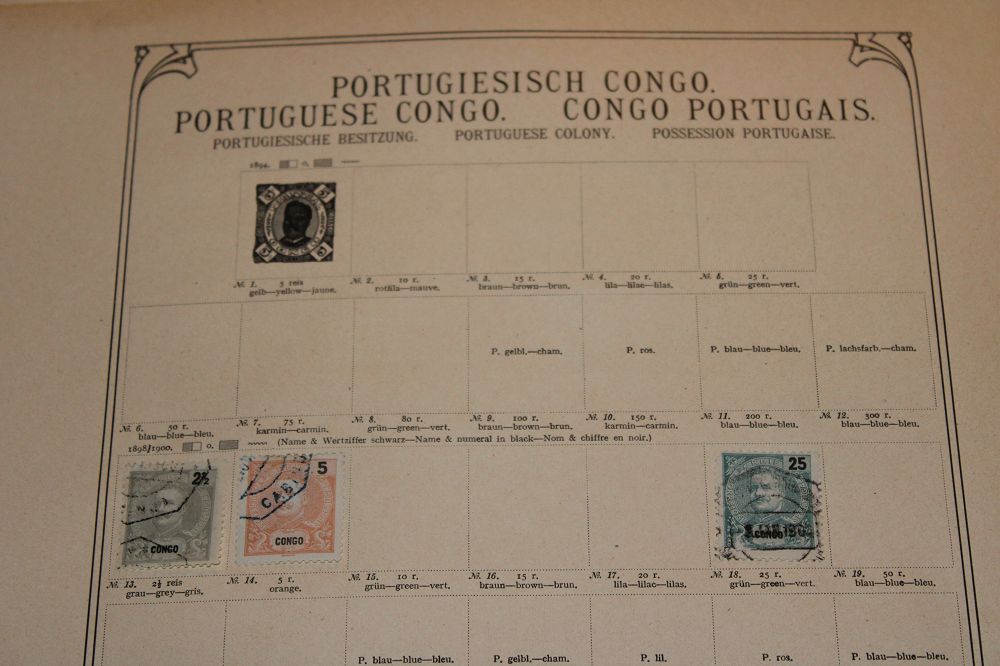 PORTUGIESISCH CONGO.
PORTUGUESE CONGO. CONGO PORTUGAIS.
PORTUGIESISCHE BESITZUNG. PORTUGUESE COLONY. POSSESSION PORTUGAISE.
1894. o.
5 5
5 5
№ 1. 5 reis № 2. 10 r. № 3. 15 r. № 4. 20 r. № 5. 25 r.
gelb—yellow—jaune. rotlila—mauve. braun—brown—brun. lila—lilac—lilas. grün—green—vert.
P. geibl.—cham. P. ros. P. blau—blue—bleu. P. lachsfarb.—cham.
№ 6. 50 r. № 7. 75 r. № 8. 80 r. № 9. 100 r. № 10. 150 r. № 11. 200 r. № 12. 300 r.
blau—blue—bleu. karmin—carmin. grün—green—vert. braun—brown—brun. karmin—carmin. blau—blue—bleu. blau—blue—bleu.
1898/1900. o. (Name & Wertziffer schwarz—Name & numeral in black—Nom & chiffre en noir.)
2½ 5 25
CABI
CONGO CONGO CONGO
№ 13. 2½ reis № 14. 5 r. № 15. 10 r. № 16. 15 r. № 17. 20 r. № 18. 25 r. № 19. 50 r.
grau—grey—gris. orange. grün—green—vert. braun—brown—brun. lila—lilac—lilas. grün—green—vert. blau—blue—bleu.
P. blau—blue—bleu. P. geibl.—cham. P. lil. P. ros. P. blau—blue—bleu.